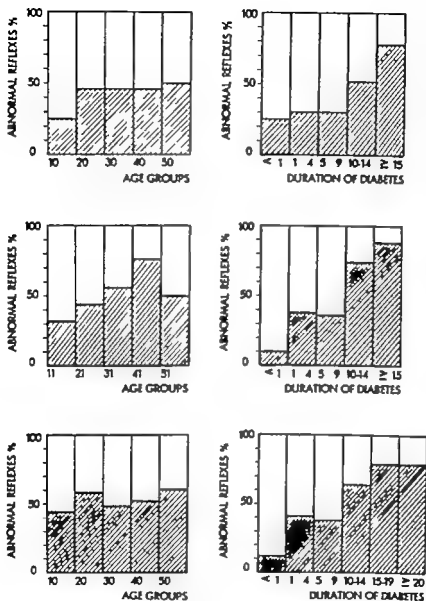 ABNORMAL REFLEXES %
100
50
0
10 20 30 40 50
AGE GROUPS
ABNORMAL REFLEXES %
100
50
0
< 1 1 4 5 9 10-14 ≥ 15
DURATION OF DIABETES
ABNORMAL REFLEXES %
100
50
0
11 21 31 41 51
AGE GROUPS
ABNORMAL REFLEXES %
100
50
0
< 1 1 4 5 9 10-14 ≥ 15
DURATION OF DIABETES
ABNORMAL REFLEXES %
100
50
0
10 20 30 40 50
AGE GROUPS
ABNORMAL REFLEXES %
100
50
0
< 1 1 4 5 9 10-14 15-19 ≥ 20
DURATION OF DIABETES